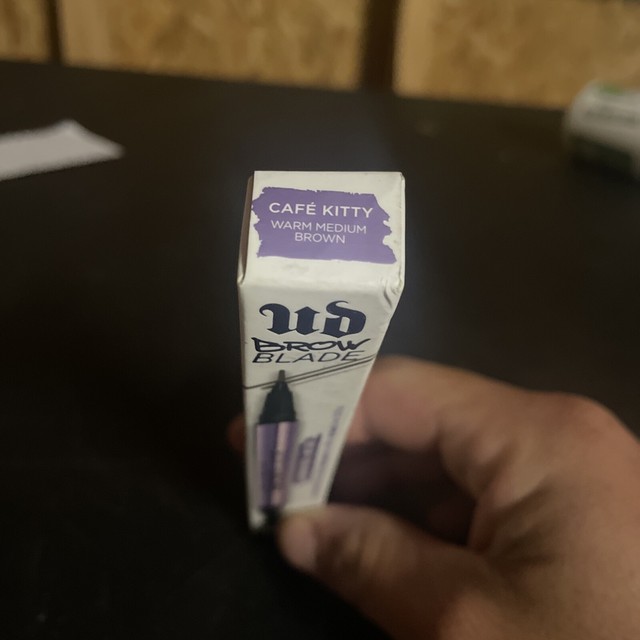 CAFÉ KITTY
WARM MEDIUM
BROWN
UD
BROW
BLADE